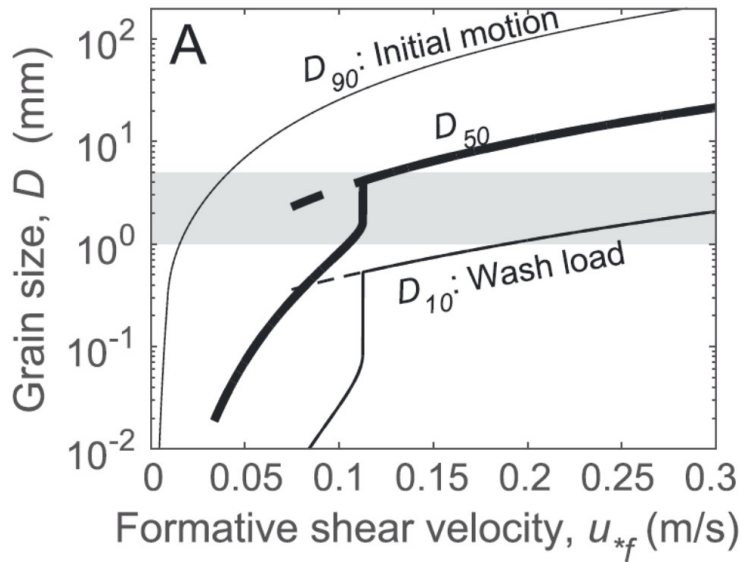 A
D90: Initial motion
D50
D10: Wash load
Grain size, D (mm)
10^2
10^1
10^0
10^-1
10^-2
0 0.05 0.1 0.15 0.2 0.25 0.3
Formative shear velocity, u*f (m/s)